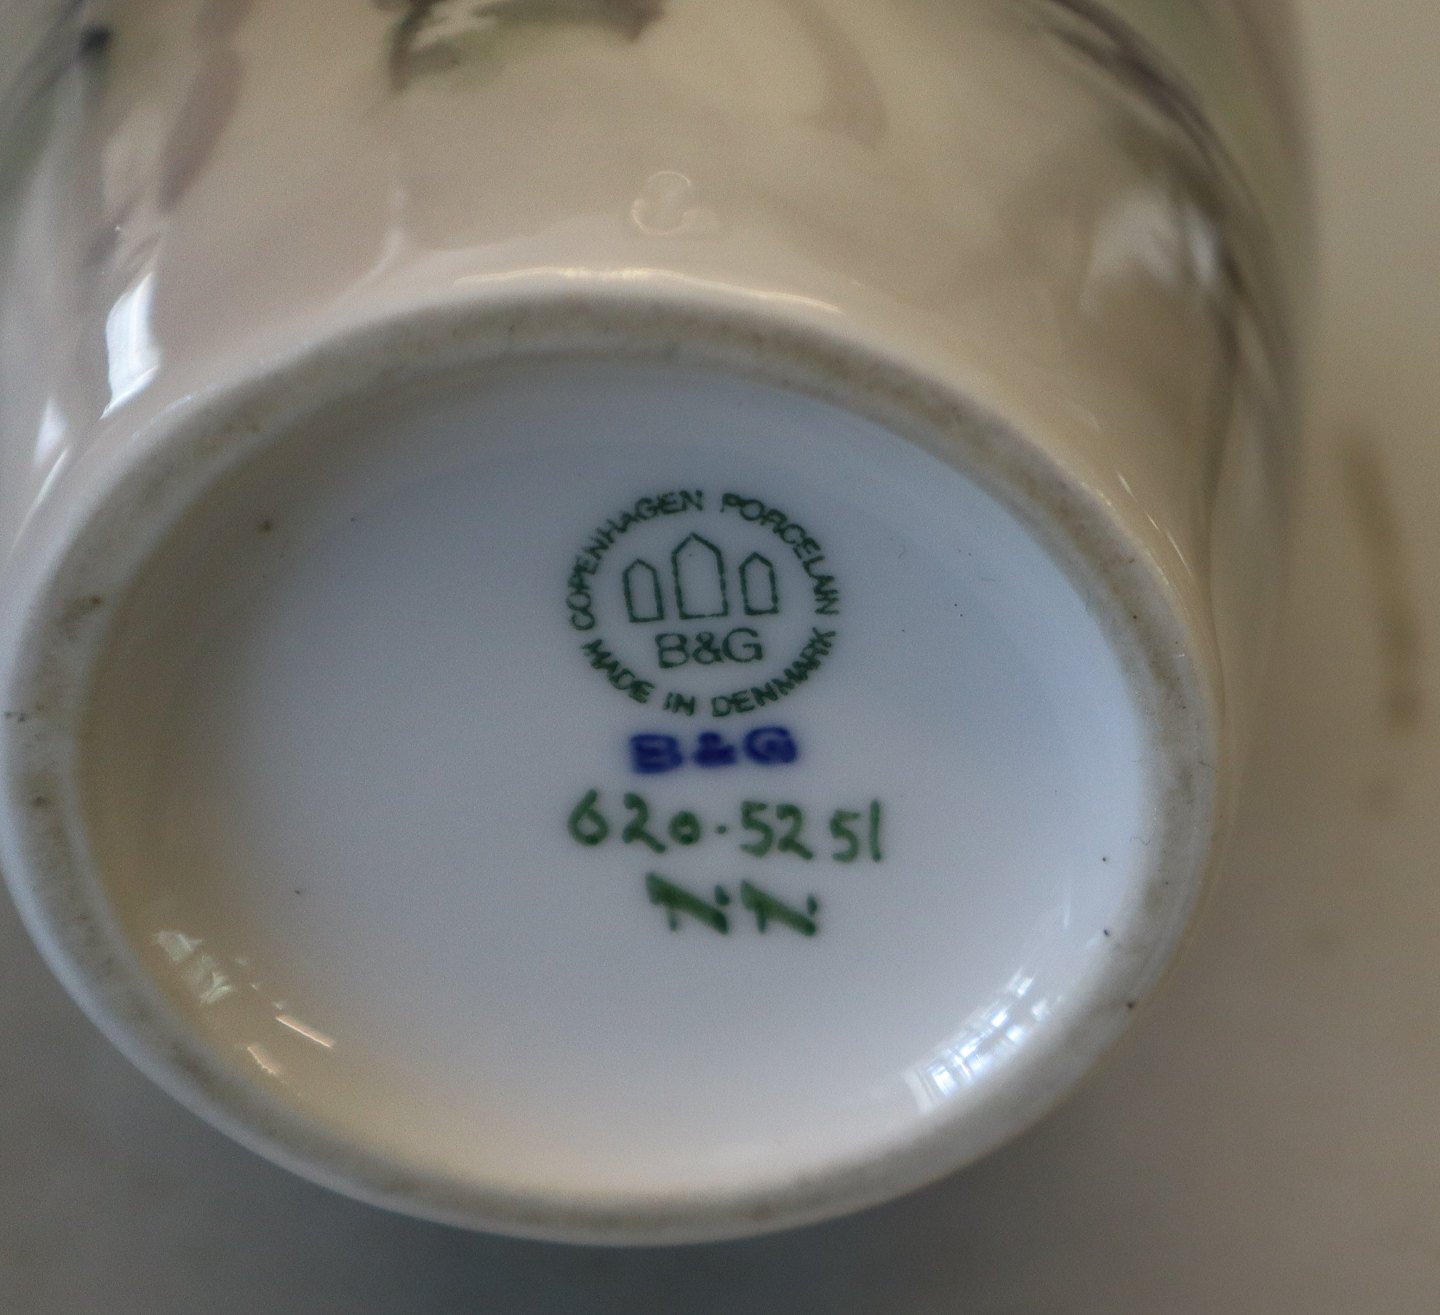 COPENHAGEN PORCELAIN
B&G
MADE IN DENMARK
B&G
620·5251
N.N.